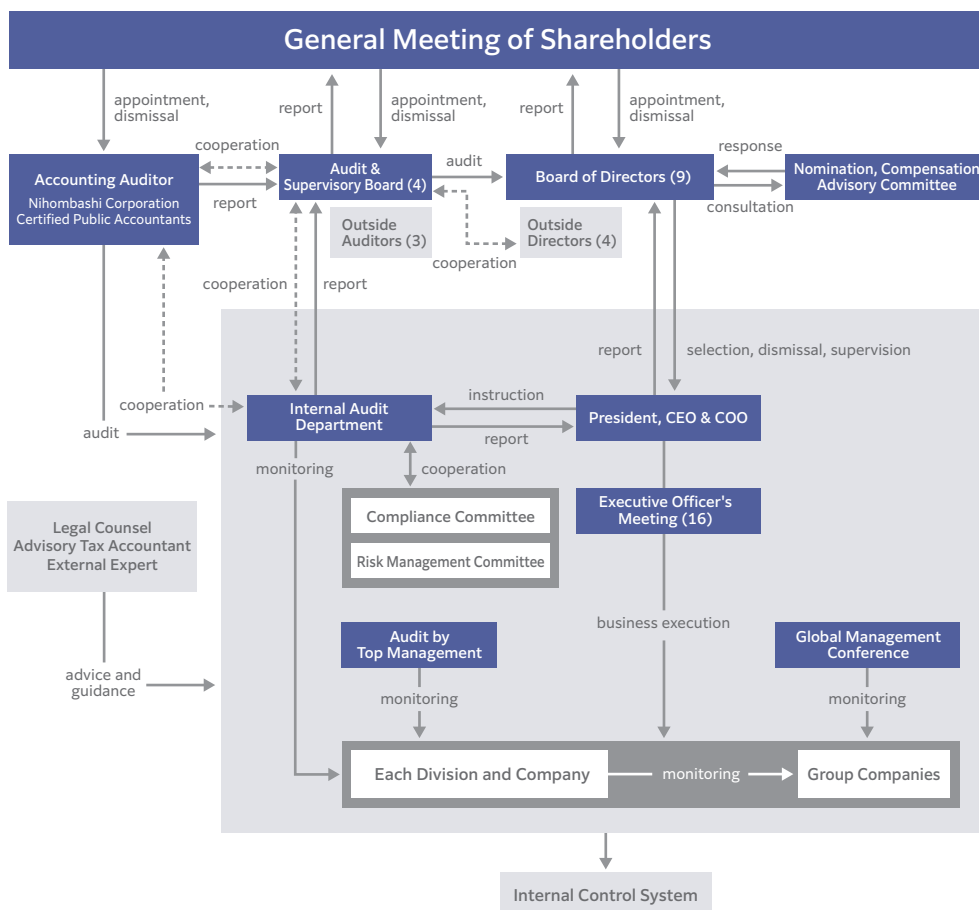 General Meeting of Shareholders
appointment,
dismissal
report
appointment,
dismissal
report
appointment,
dismissal
cooperation
report
audit
response
consultation
Accounting Auditor
Nihombashi Corporation
Certified Public Accountants
Audit &
Supervisory Board (4)
Board of Directors (9)
Nomination, Compensation
Advisory Committee
Outside
Auditors (3)
Outside
Directors (4)
cooperation
cooperation
report
report
selection, dismissal, supervision
cooperation
audit
Internal Audit
Department
instruction
report
President, CEO & COO
monitoring
cooperation
Compliance Committee
Risk Management Committee
Executive Officer's
Meeting (16)
Legal Counsel
Advisory Tax Accountant
External Expert
advice and
guidance
business execution
Audit by
Top Management
Global Management
Conference
monitoring
monitoring
Each Division and Company
monitoring
Group Companies
Internal Control System